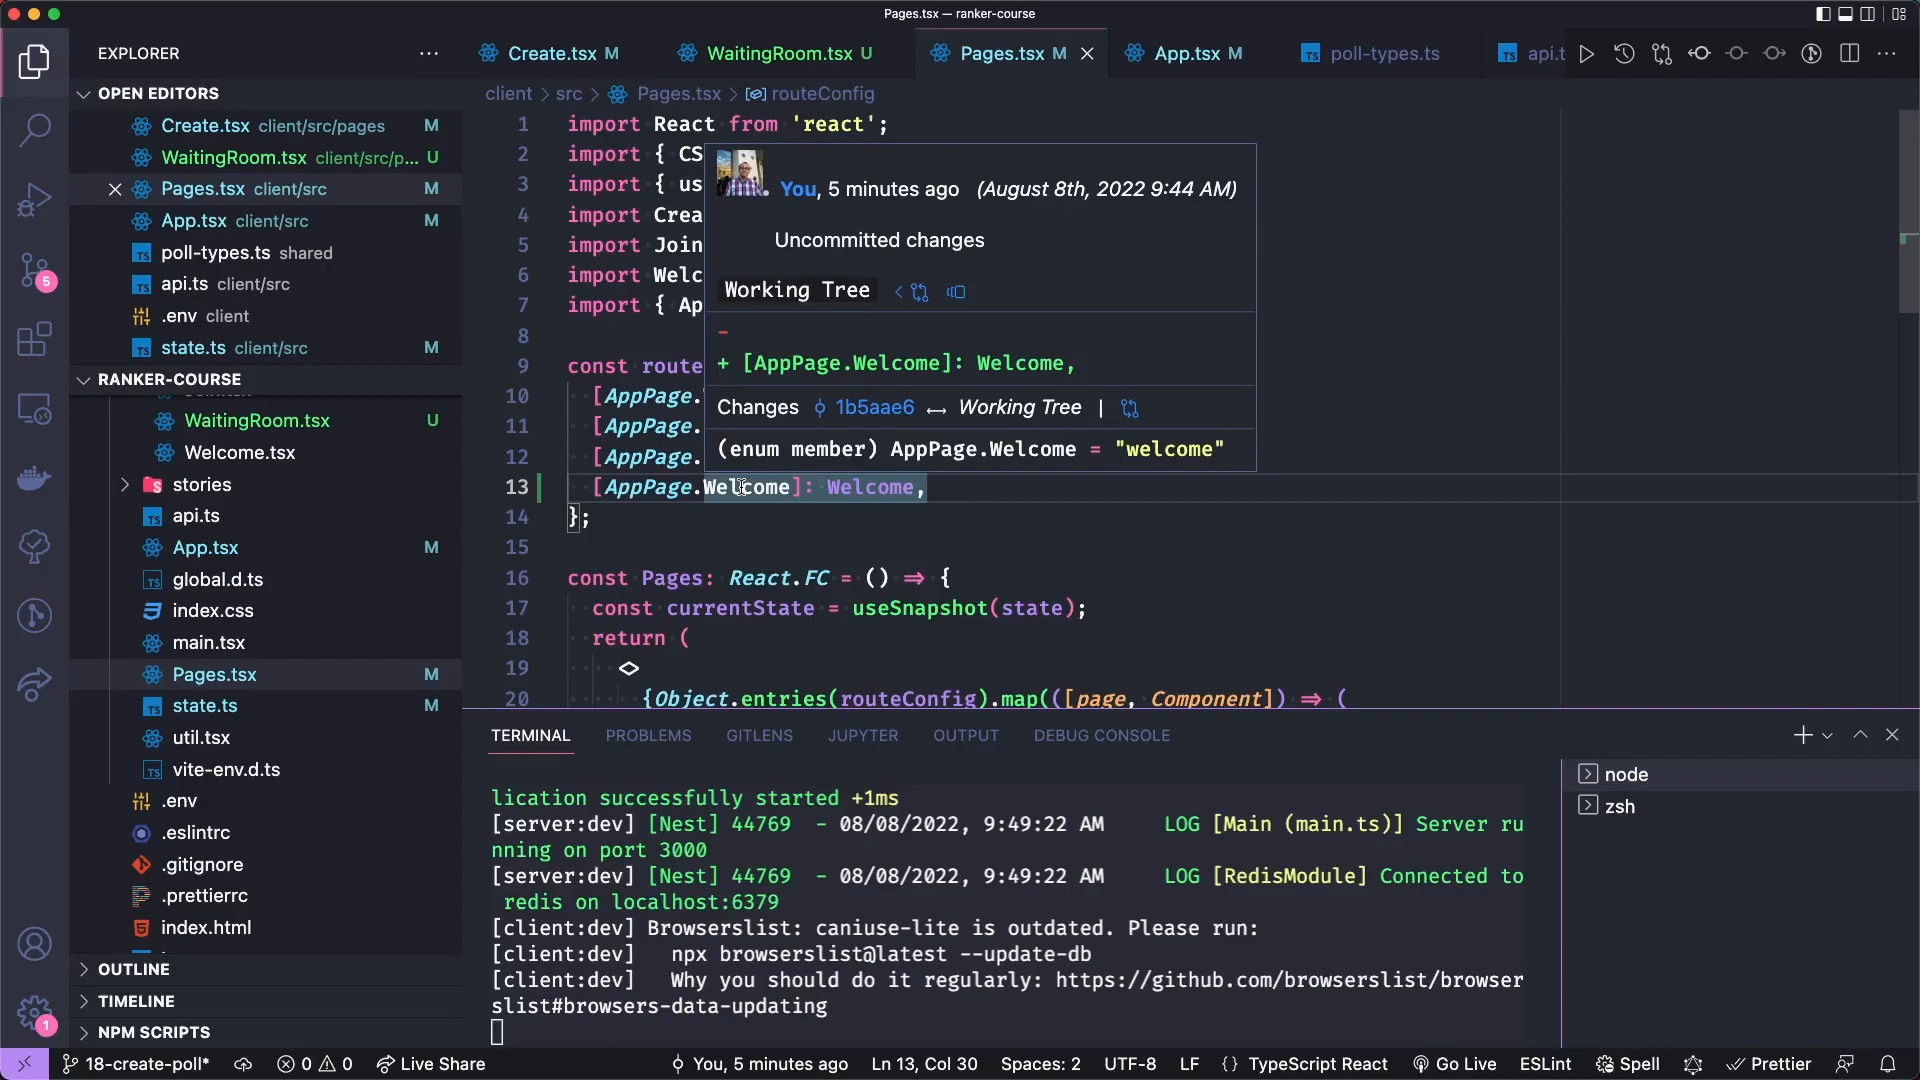 Pages.tsx — ranker-course
EXPLORER
Create.tsx M
WaitingRoom.tsx U
Pages.tsx M
App.tsx M
poll-types.ts
api.t
OPEN EDITORS
Create.tsx client/src/pages M
WaitingRoom.tsx client/src/p... U
Pages.tsx client/src M
App.tsx client/src M
poll-types.ts shared
api.ts client/src
.env client
state.ts client/src M
5
RANKER-COURSE
WaitingRoom.tsx U
Welcome.tsx
stories
api.ts
App.tsx M
global.d.ts
index.css
main.tsx
Pages.tsx M
state.ts M
util.tsx
vite-env.d.ts
.env
.eslintrc
.gitignore
.prettierrc
index.html
OUTLINE
TIMELINE
NPM SCRIPTS
1
client > src > Pages.tsx > routeConfig
1 import React from 'react';
2 import { CS
3 import { us
4 import Crea
5 import Join
6 import Welc
7 import { Ap
8
9 const route
10 [AppPage.
11 [AppPage.
12 [AppPage.
13 [AppPage.Welcome]: Welcome,
14 };
15
16 const Pages: React.FC = () => {
17 const currentState = useSnapshot(state);
18 return (
19 <>
20 {Object.entries(routeConfig).map(([page, Component]) => (
You, 5 minutes ago (August 8th, 2022 9:44 AM)
Uncommitted changes
Working Tree
-
+ [AppPage.Welcome]: Welcome,
Changes 1b5aae6 ↔ Working Tree |
(enum member) AppPage.Welcome = "welcome"
TERMINAL PROBLEMS GITLENS JUPYTER OUTPUT DEBUG CONSOLE
lication successfully started +1ms
[server:dev] [Nest] 44769 - 08/08/2022, 9:49:22 AM LOG [Main (main.ts)] Server ru
nning on port 3000
[server:dev] [Nest] 44769 - 08/08/2022, 9:49:22 AM LOG [RedisModule] Connected to
redis on localhost:6379
[client:dev] Browserslist: caniuse-lite is outdated. Please run:
[client:dev] npx browserslist@latest --update-db
[client:dev] Why you should do it regularly: https://github.com/browserslist/browser
slist#browsers-data-updating
node
zsh
18-create-poll* 0 0 Live Share You, 5 minutes ago Ln 13, Col 30 Spaces: 2 UTF-8 LF {} TypeScript React Go Live ESLint Spell Prettier